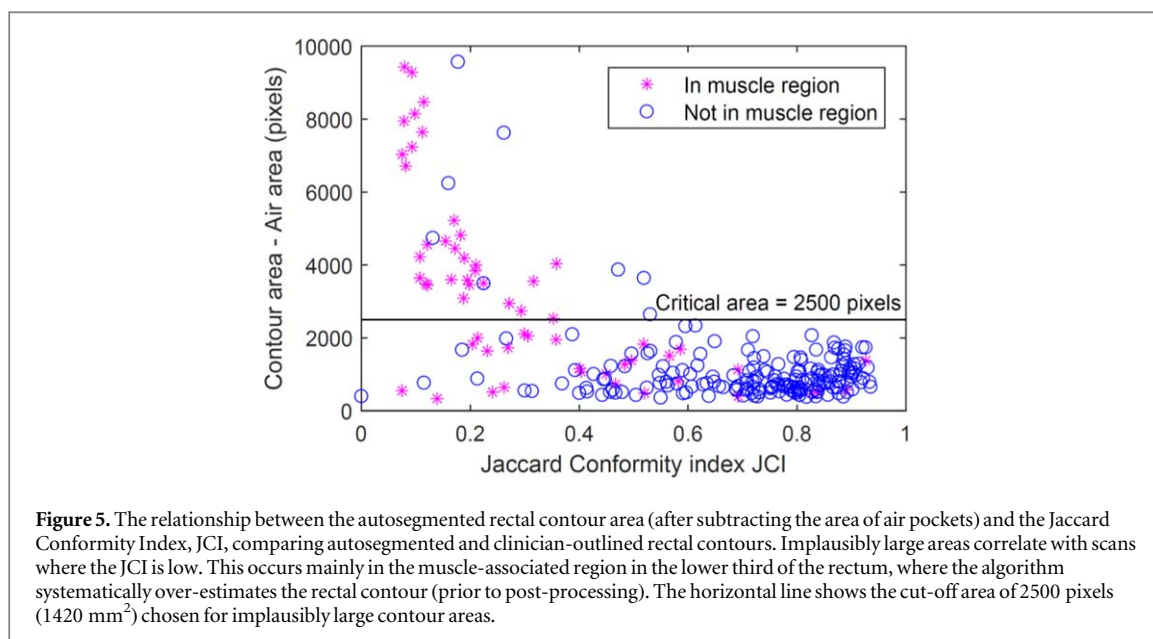 10000
8000
6000
4000
2000
0
Contour area - Air area (pixels)
In muscle region
Not in muscle region
Critical area = 2500 pixels
0 0.2 0.4 0.6 0.8 1
Jaccard Conformity index JCI
Figure 5. The relationship between the autosegmented rectal contour area (after subtracting the area of air pockets) and the Jaccard
Conformity Index, JCI, comparing autosegmented and clinician-outlined rectal contours. Implausibly large areas correlate with scans
where the JCI is low. This occurs mainly in the muscle-associated region in the lower third of the rectum, where the algorithm
systematically over-estimates the rectal contour (prior to post-processing). The horizontal line shows the cut-off area of 2500 pixels
(1420 mm²) chosen for implausibly large contour areas.